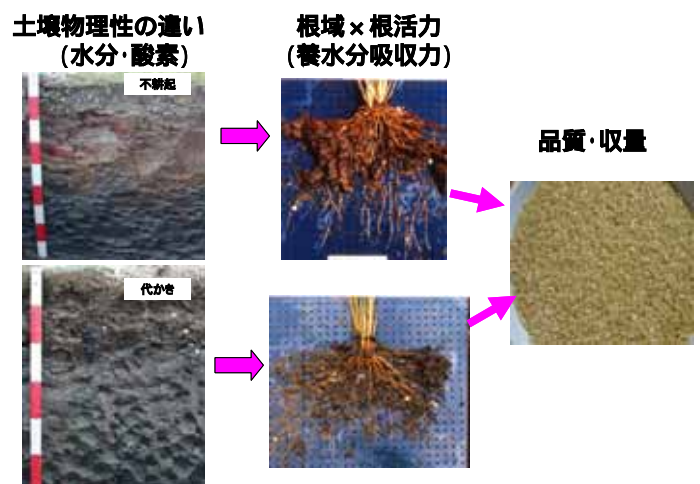 土壌物理性の違い
(水分・酸素)
根域×根活力
(養水分吸収力)
不耕起
品質・収量
代かき